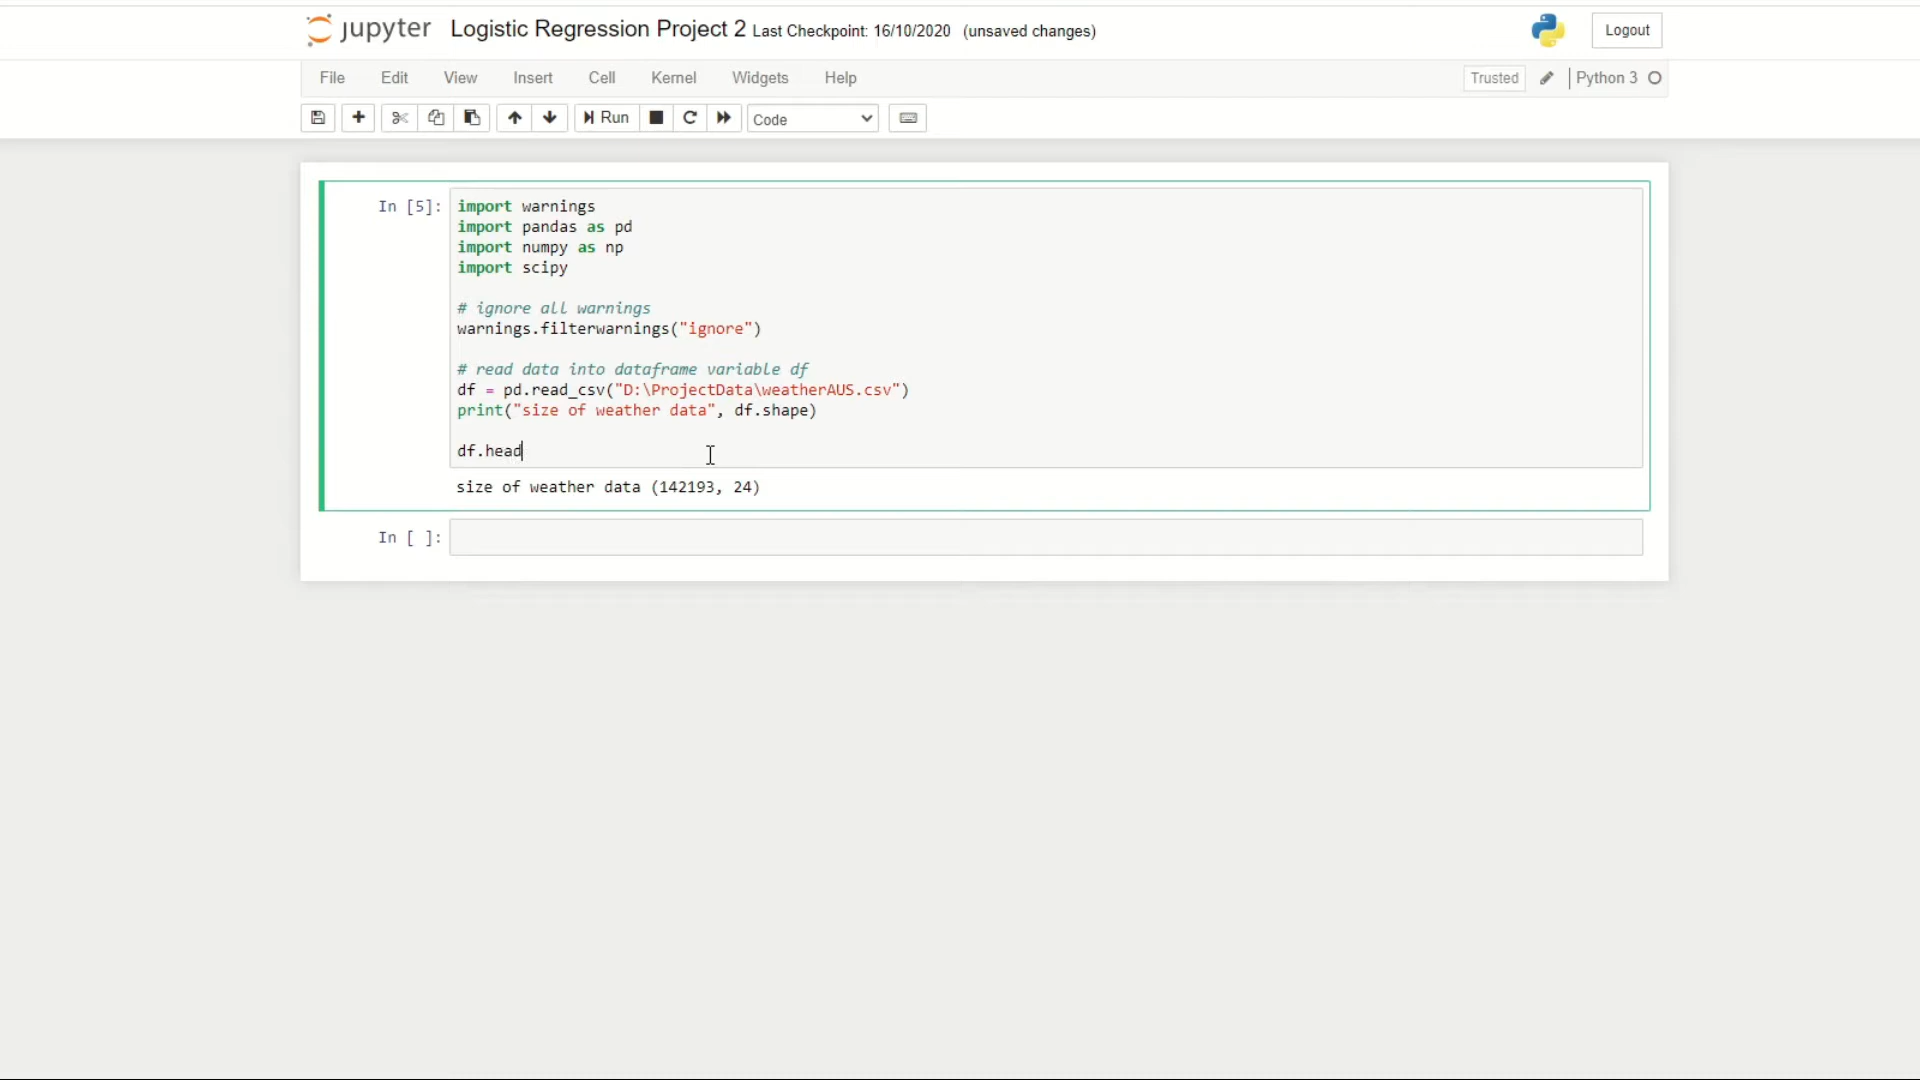 jupyter Logistic Regression Project 2 Last Checkpoint: 16/10/2020 (unsaved changes) Logout
File Edit View Insert Cell Kernel Widgets Help Trusted Python 3
Run Code
In [5]: import warnings
import pandas as pd
import numpy as np
import scipy
# ignore all warnings
warnings.filterwarnings("ignore")
# read data into dataframe variable df
df = pd.read_csv("D:\ProjectData\weatherAUS.csv")
print("size of weather data", df.shape)
df.head
size of weather data (142193, 24)
In [ ]: